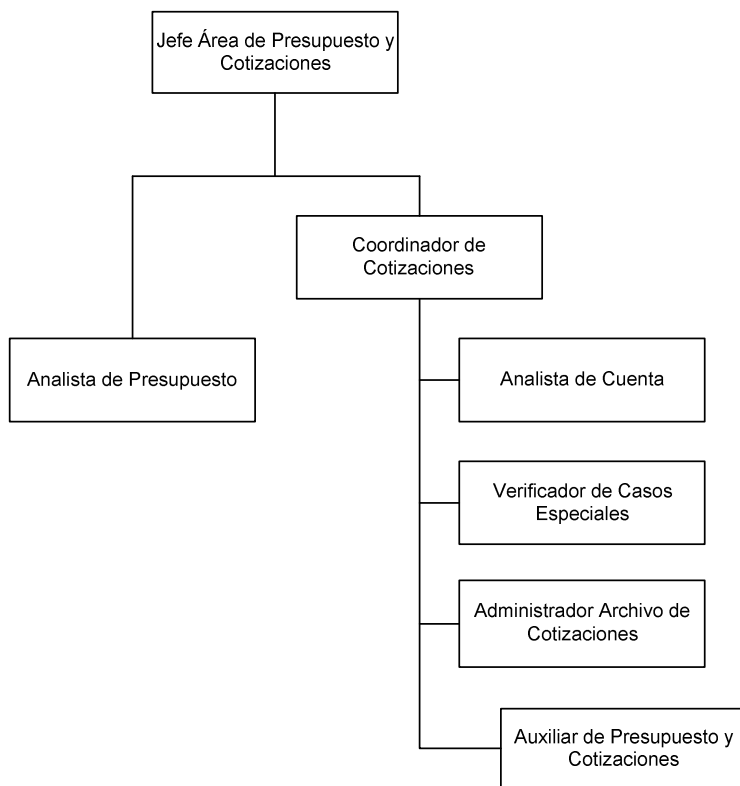 Jefe Área de Presupuesto y
Cotizaciones
Coordinador de
Cotizaciones
Analista de Presupuesto
Analista de Cuenta
Verificador de Casos
Especiales
Administrador Archivo de
Cotizaciones
Auxiliar de Presupuesto y
Cotizaciones